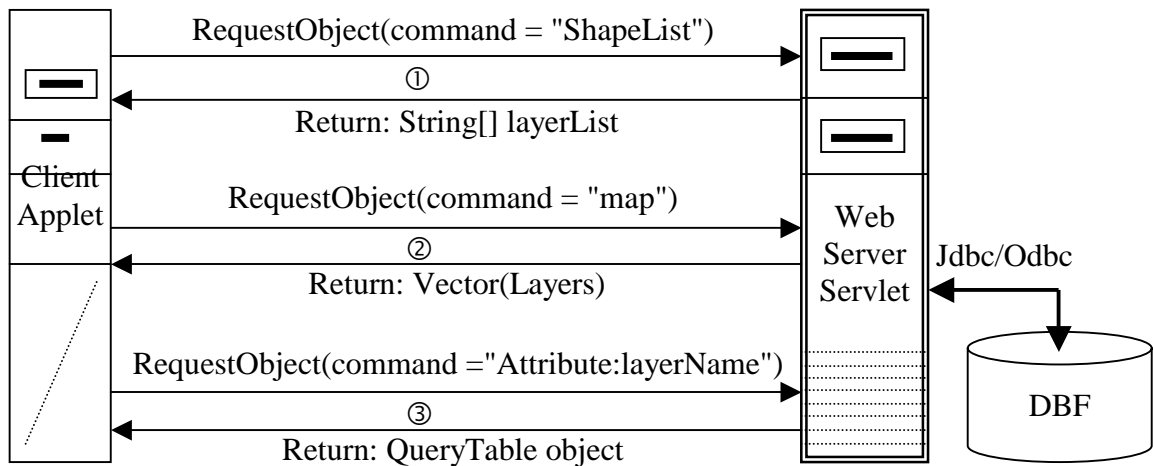 RequestObject(command = "ShapeList")
①
Return: String[] layerList
Client
Applet
RequestObject(command = "map")
②
Return: Vector(Layers)
Web
Server
Servlet
Jdbc/Odbc
RequestObject(command ="Attribute:layerName")
③
Return: QueryTable object
DBF